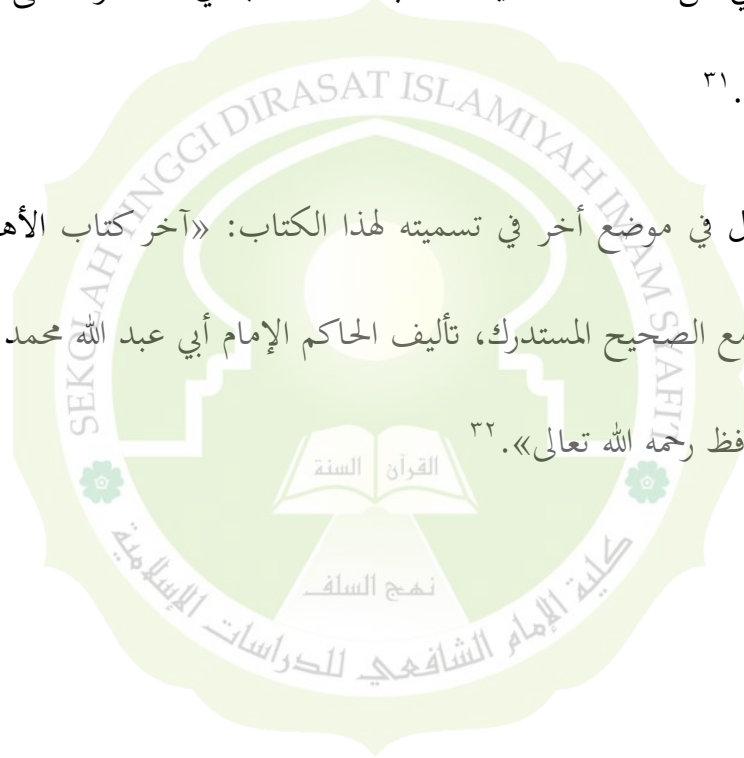 .٣١
ل في موضع أخر في تسميته لهذا الكتاب: «آخر كتاب الأه
مع الصحيح المستدرك، تأليف الحاكم الإمام أبي عبد الله محمد
فظ رحمه الله تعالى».٣٢
SEKOLAH TINGGI DIRASAT ISLAMIYAH IMAM SYAFI'I
القرآن السنة
نهج السلف
كلية الإمام الشافعي للدراسات الإسلامية